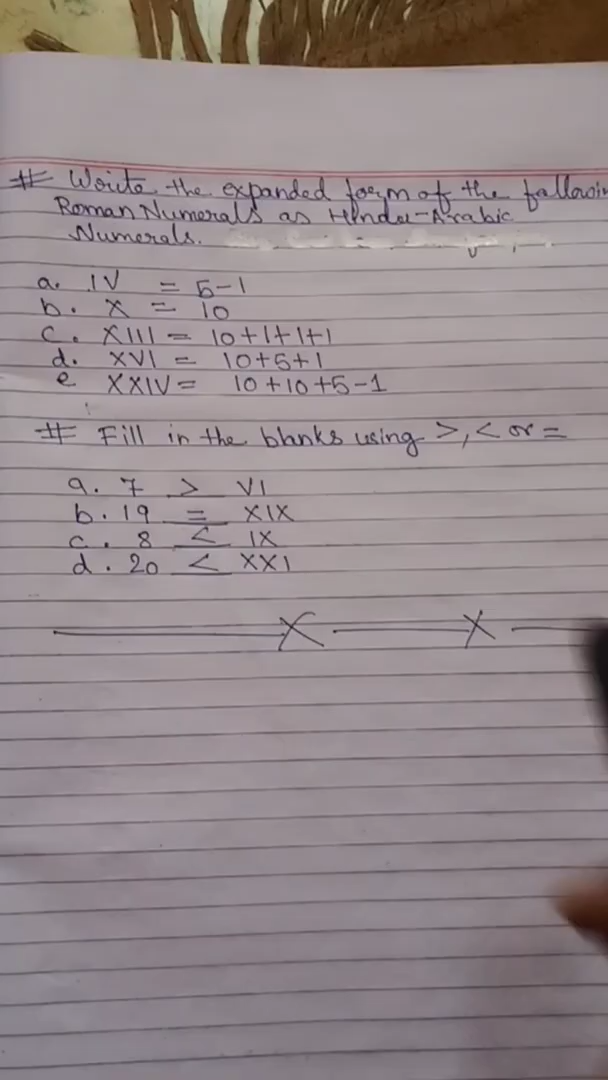 # Write the expanded form of the fallowin
Roman Numerals as Hindu-Arabic
Numerals.
a. IV = 5-1
b. X = 10
c. XIII = 10+1+1+1
d. XVI = 10+5+1
e XXIV = 10+10+5-1
# Fill in the blanks using >, < or =
a. 7 > VI
b. 19 = XIX
c. 8 < IX
d. 20 < XXI